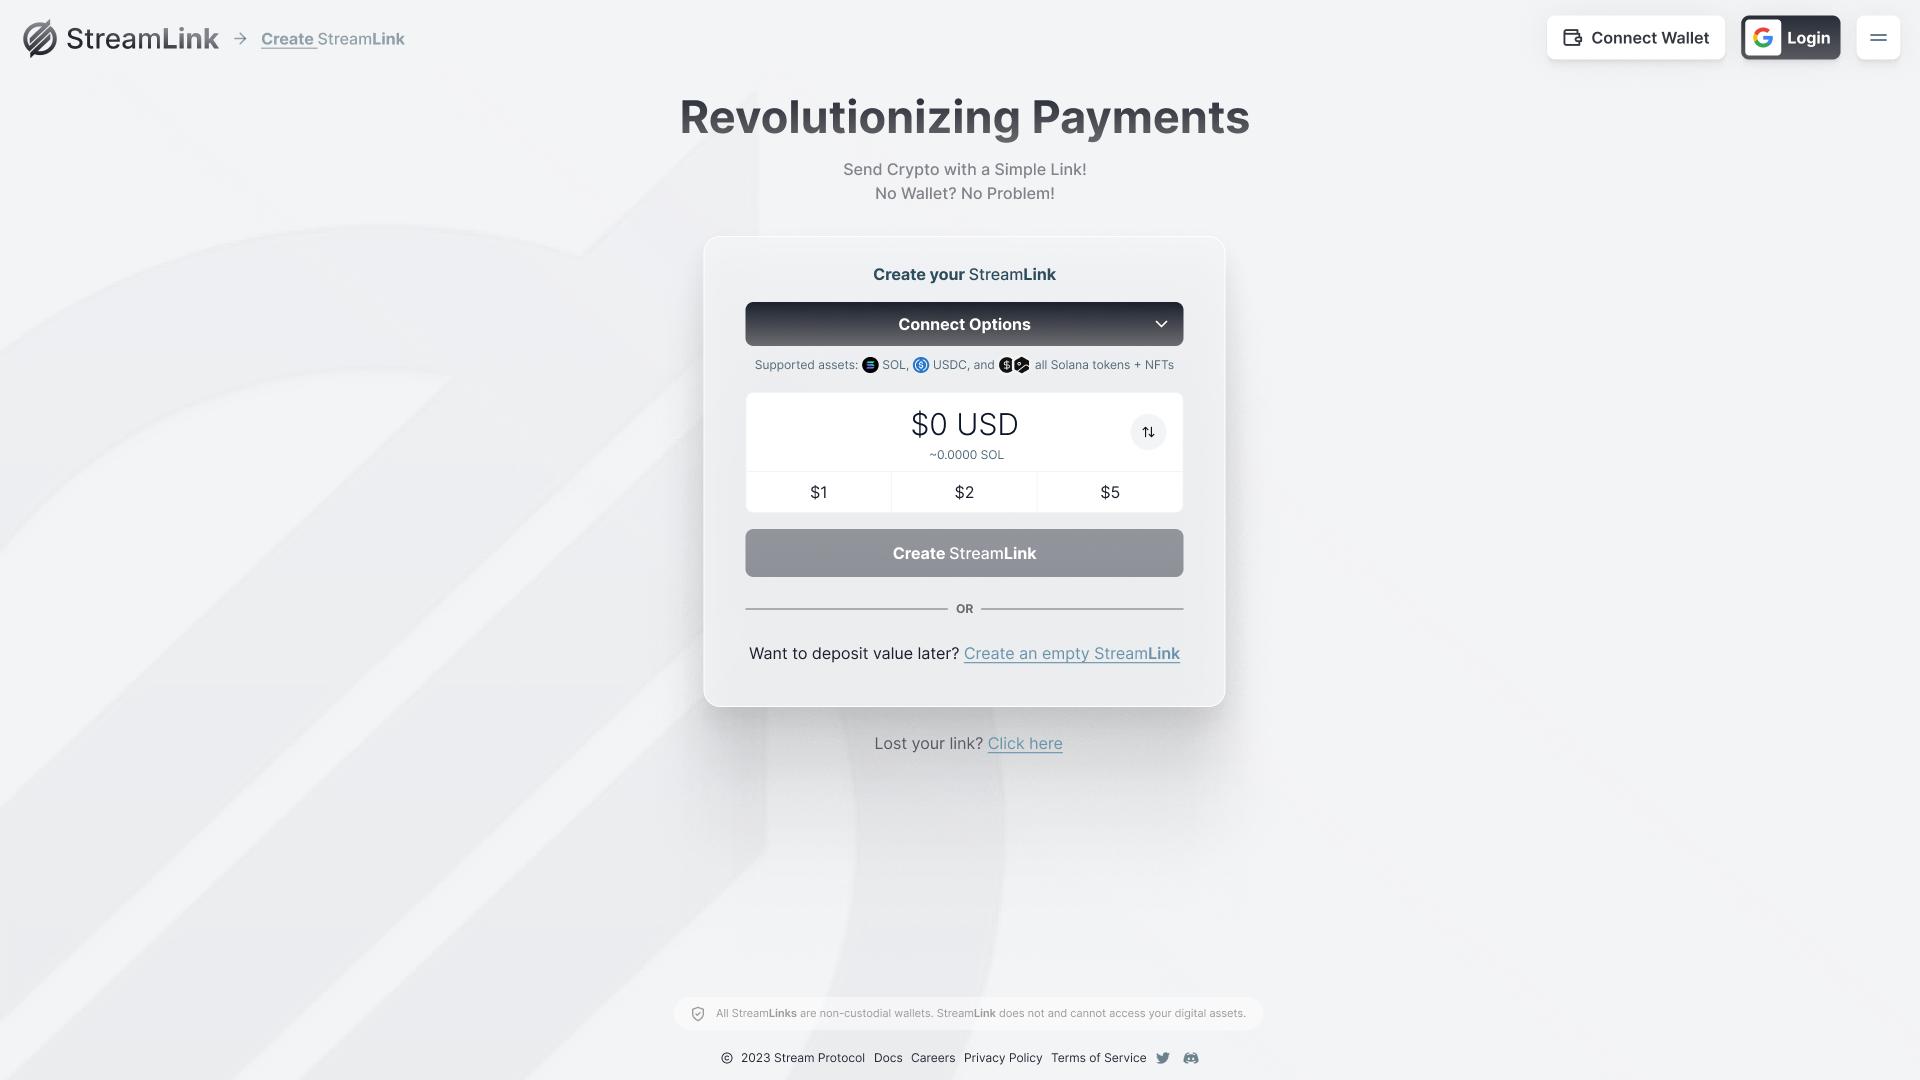 StreamLink → Create StreamLink
Connect Wallet
Login
Revolutionizing Payments
Send Crypto with a Simple Link!
No Wallet? No Problem!
Create your StreamLink
Connect Options
Supported assets: SOL, USDC, and all Solana tokens + NFTs
$0 USD
~0.0000 SOL
$1 $2 $5
Create StreamLink
OR
Want to deposit value later? Create an empty StreamLink
Lost your link? Click here
All StreamLinks are non-custodial wallets. StreamLink does not and cannot access your digital assets.
© 2023 Stream Protocol Docs Careers Privacy Policy Terms of Service